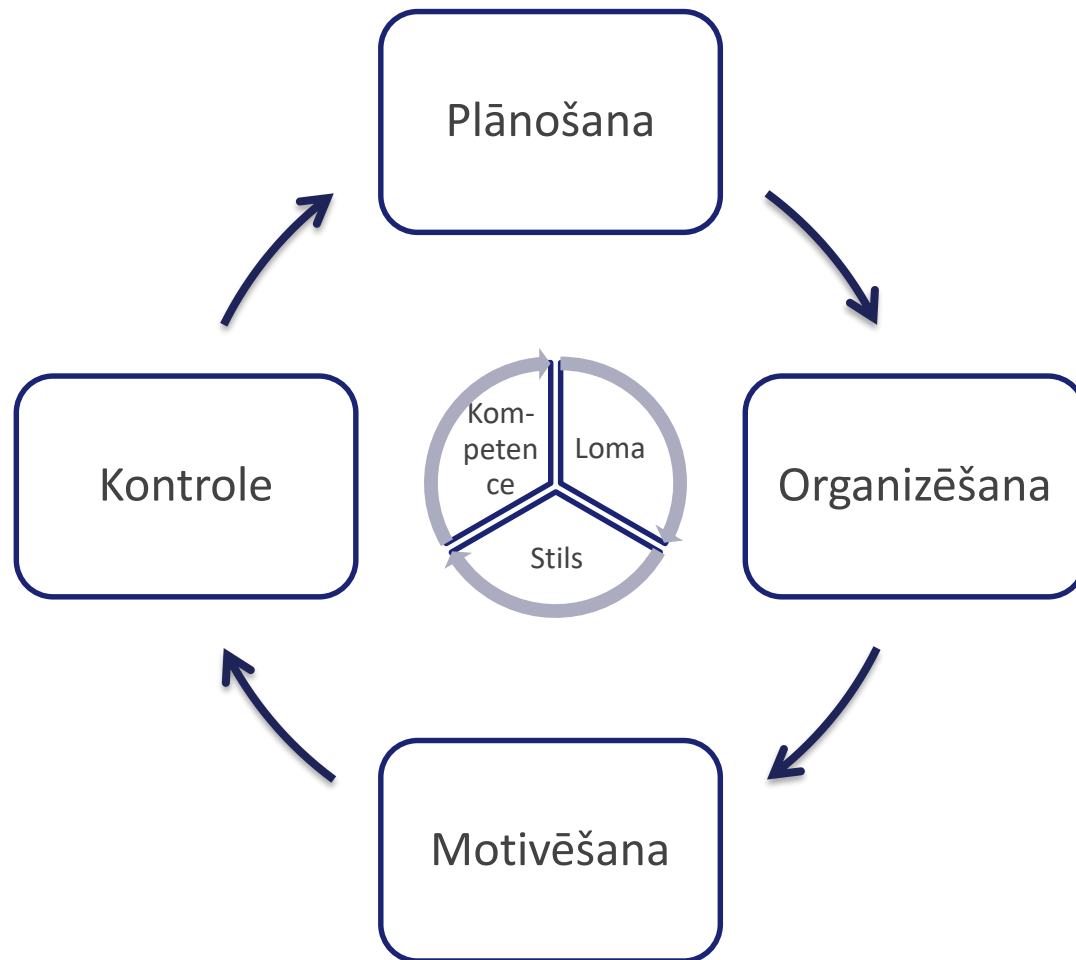 Plānošana
Kom-
peten
ce
Loma
Kontrole
Organizēšana
Stils
Motivēšana